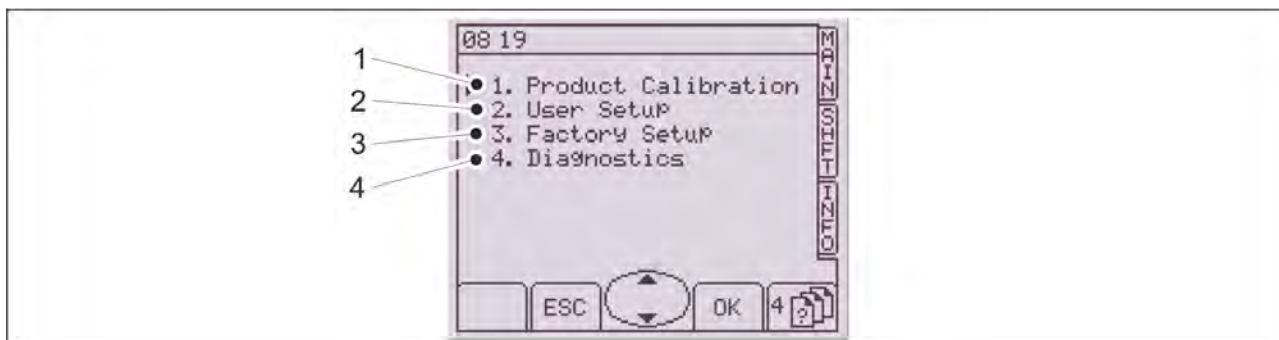 08 19
1
1. Product Calibration
2
2. User Setup
3
3. Factory Setup
4
4. Diagnostics
MAIN
SHFT
INFO
ESC
OK
4
?